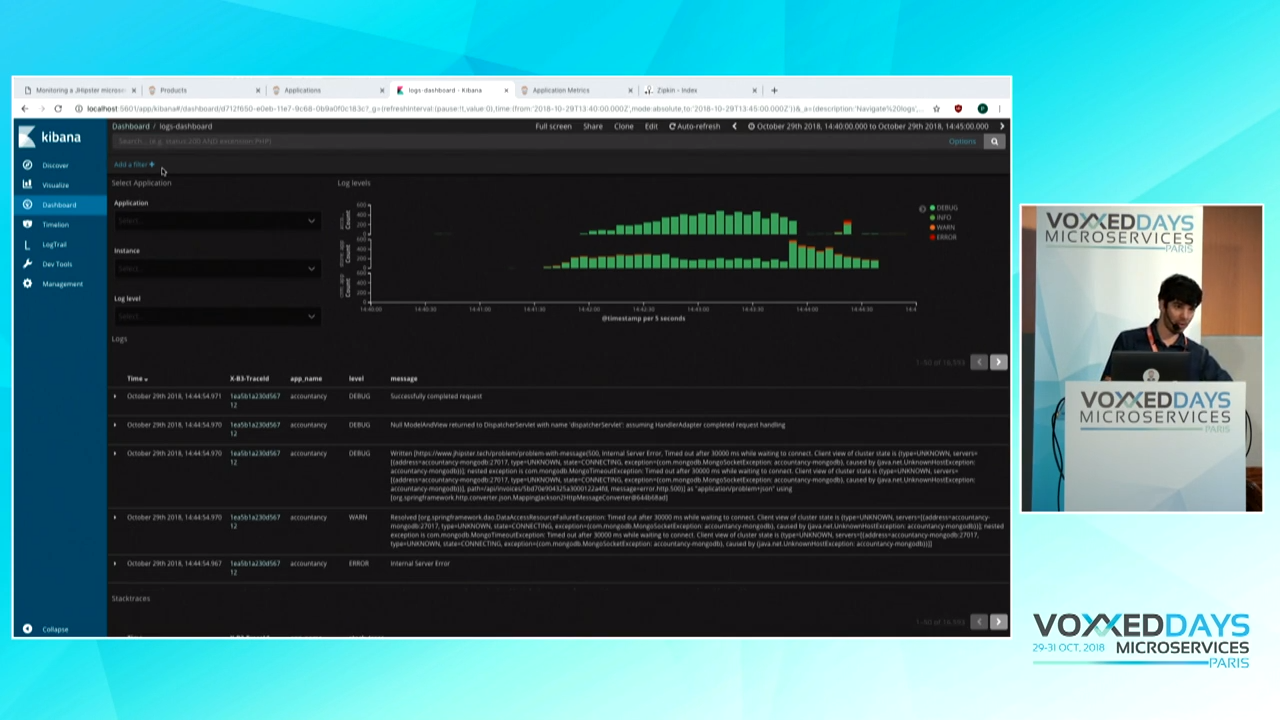 Monitoring a JHipster micros
Products
Applications
logs-dashboard - Kibana
Application Metrics
Zipkin - Index
localhost:5601/app/kibana#/dashboard/d712f650-e0eb-11e7-9c68-0b9a0f0c183c?_g=(refreshInterval:(pause:!t,value:0),time:(from:'2018-10-29T13:40:00.000Z',mode:absolute,to:'2018-10-29T13:45:00.000Z'))&_a=(description:'Navigate%20logs',
kibana
Discover
Visualize
Dashboard
Timelion
LogTrail
Dev Tools
Management
Collapse
Dashboard / logs-dashboard
Full screen Share Clone Edit Auto-refresh October 29th 2018, 14:40:00.000 to October 29th 2018, 14:45:00.000
Search... (e.g. status:200 AND extension:PHP)
Options
Add a filter +
Select Application
Application
Select...
Instance
Select...
Log level
Select...
Log levels
Count
Count
Count
DEBUG
INFO
WARN
ERROR
14:40:00 14:40:30 14:41:00 14:41:30 14:42:00 14:42:30 14:43:00 14:43:30 14:44:00 14:44:30 14:4
@timestamp per 5 seconds
Logs
1-50 of 16,593
Time X-B3-TraceId app_name level message
October 29th 2018, 14:44:54.971 1ea5b1a230d567 accountancy DEBUG Successfully completed request
12
October 29th 2018, 14:44:54.970 1ea5b1a230d567 accountancy DEBUG Null ModelAndView returned to DispatcherServlet with name 'dispatcherServlet': assuming HandlerAdapter completed request handling
12
October 29th 2018, 14:44:54.970 1ea5b1a230d567 accountancy DEBUG Written [https://www.jhipster.tech/problem/problem-with-message{500, Internal Server Error, Timed out after 30000 ms while waiting to connect. Client view of cluster state is {type=UNKNOWN, servers=
12 [{address=accountancy-mongodb:27017, type=UNKNOWN, state=CONNECTING, exception={com.mongodb.MongoSocketException: accountancy-mongodb}, caused by {java.net.UnknownHostException:
accountancy-mongodb}}]; nested exception is com.mongodb.MongoTimeoutException: Timed out after 30000 ms while waiting to connect. Client view of cluster state is {type=UNKNOWN, servers=
[{address=accountancy-mongodb:27017, type=UNKNOWN, state=CONNECTING, exception={com.mongodb.MongoSocketException: accountancy-mongodb}, caused by {java.net.UnknownHostException:
accountancy-mongodb}}], path=/api/invoices/5bd70e904325a3000122a4fd, message=error.http.500}] as "application/problem+json" using
[org.springframework.http.converter.json.MappingJackson2HttpMessageConverter@644b68ad]
October 29th 2018, 14:44:54.970 1ea5b1a230d567 accountancy WARN Resolved [org.springframework.dao.DataAccessResourceFailureException: Timed out after 30000 ms while waiting to connect. Client view of cluster state is {type=UNKNOWN, servers=[{address=accountancy-
12 mongodb:27017, type=UNKNOWN, state=CONNECTING, exception={com.mongodb.MongoSocketException: accountancy-mongodb}, caused by {java.net.UnknownHostException: accountancy-mongodb}}]; nested
exception is com.mongodb.MongoTimeoutException: Timed out after 30000 ms while waiting to connect. Client view of cluster state is {type=UNKNOWN, servers=[{address=accountancy-mongodb:27017,
type=UNKNOWN, state=CONNECTING, exception={com.mongodb.MongoSocketException: accountancy-mongodb}, caused by {java.net.UnknownHostException: accountancy-mongodb}}]]
October 29th 2018, 14:44:54.967 1ea5b1a230d567 accountancy ERROR Internal Server Error
12
Stacktraces
1-50 of 16,593
VOXXEDDAYS
MICROSERVICES
PARIS
VOXXEDDAYS
MICROSERVICES
PARIS
VOXXEDDAYS
29-31 OCT, 2018 MICROSERVICES
PARIS